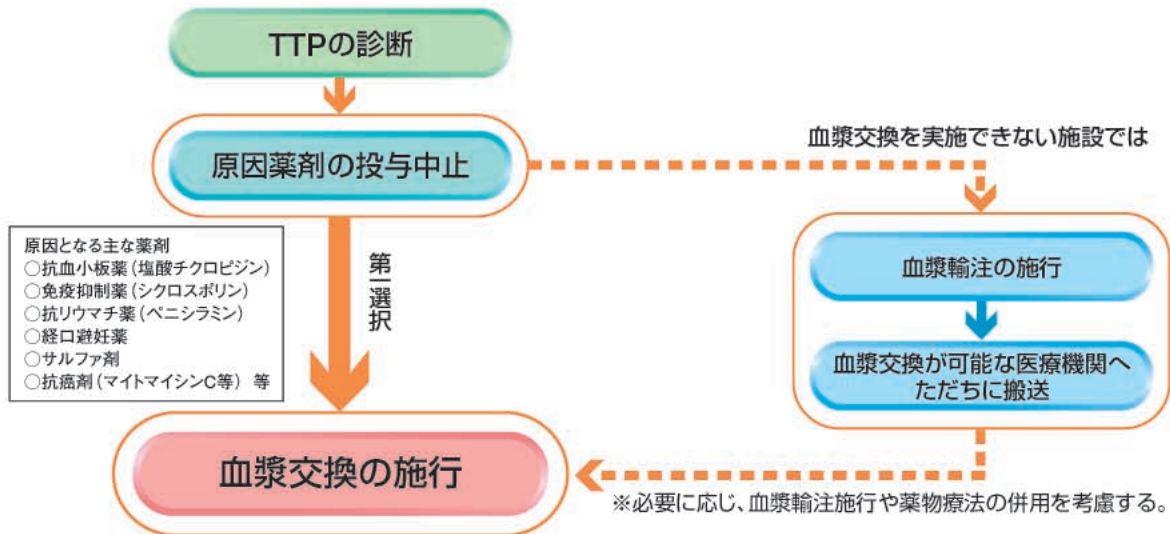 TTPの診断
原因薬剤の投与中止
血漿交換を実施できない施設では
原因となる主な薬剤
○抗血小板薬(塩酸チクロピジン)
○免疫抑制薬(シクロスポリン)
○抗リウマチ薬(ペニシラミン)
○経口避妊薬
○サルファ剤
○抗癌剤(マイトマイシンC等) 等
第一選択
血漿輸注の施行
血漿交換が可能な医療機関へ
ただちに搬送
血漿交換の施行
※必要に応じ、血漿輸注施行や薬物療法の併用を考慮する。